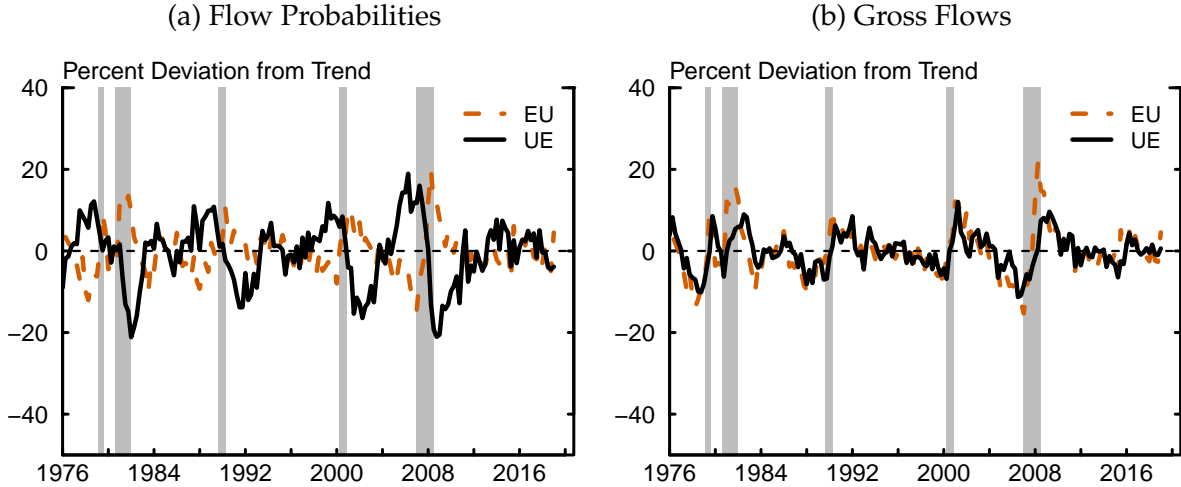 (a) Flow Probabilities
Percent Deviation from Trend
40
20
0
−20
−40
1976 1984 1992 2000 2008 2016
EU
UE
(b) Gross Flows
Percent Deviation from Trend
40
20
0
−20
−40
1976 1984 1992 2000 2008 2016
EU
UE